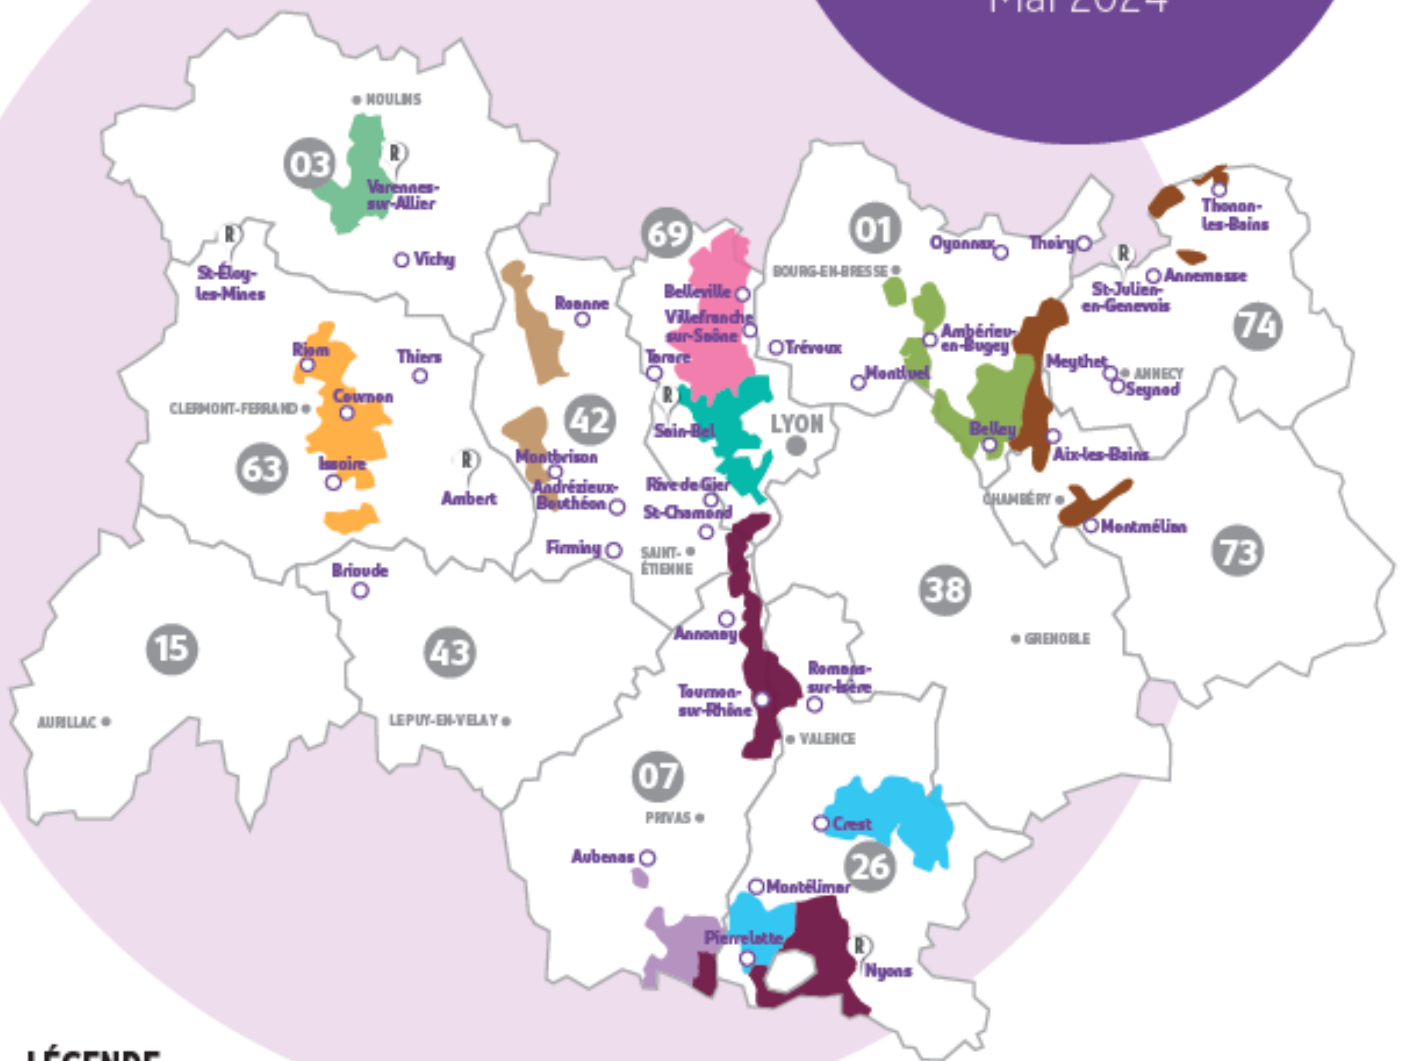 Mai 2024
MOULINS
03
R
Varennes-
sur-Allier
R
St-Éloy-
les-Mines
Vichy
69
01
Oyonnax
Thoiry
BOURG-EN-BRESSE
R
St-Julien-
en-Genevois
Thonon-
les-Bains
Annemasse
74
Roanne
Belleville
Villefranche
sur-Saône
Tarare
Trévoux
Ambérieu-
en-Bugey
Montluel
Meythet
ANNECY
Seynod
Riom
Thiers
Cournon
CLERMONT-FERRAND
63
Issoire
R
Ambert
42
R
Sain-Bel
LYON
Belley
Aix-les-Bains
Montbrison
Andrézieux-
Bouthéon
Rive de Gier
St-Chamond
Firminy
SAINT-
ÉTIENNE
CHAMBÉRY
Montmélian
73
Brioude
15
43
38
GRENOBLE
Annonay
Romans-
sur-Isère
Tournon-
sur-Rhône
AURILLAC
LE PUY-EN-VELAY
VALENCE
07
PRIVAS
Crest
Aubenas
26
Montélimar
Pierrelatte
R
Nyons
LÉGENDE